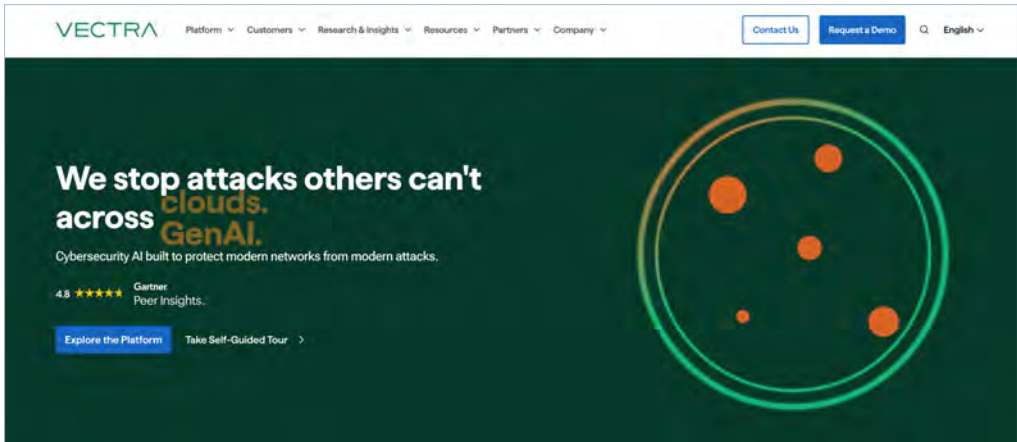 VECTRA Platform Customers Research & Insights Resources Partners Company Contact Us Request a Demo English
We stop attacks others can't
across clouds.
GenAI.
Cybersecurity AI built to protect modern networks from modern attacks.
4.8 ★★★★★ Gartner
Peer Insights.
Explore the Platform Take Self-Guided Tour